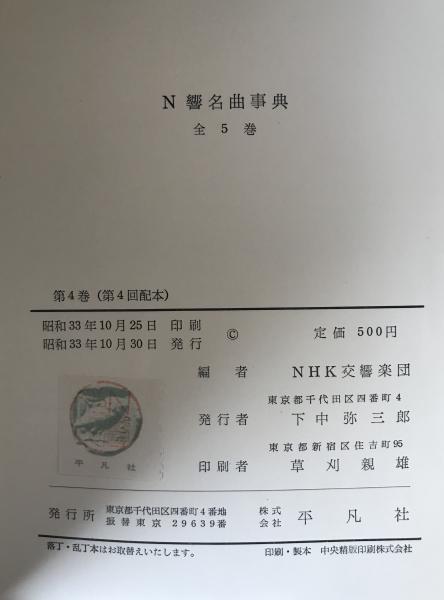 N響名曲事典
全5巻
第4巻（第4回配本）
昭和33年10月25日 印刷
昭和33年10月30日 発行
© 定価 500円
編者 NHK交響楽団
東京都千代田区四番町4
発行者 下中弥三郎
東京都新宿区住吉町95
印刷者 草刈親雄
平凡社
発行所 東京都千代田区四番町4番地 株式会社 平凡社
振替東京 29639番
落丁・乱丁本はお取替えいたします。 印刷・製本 中央精版印刷株式会社